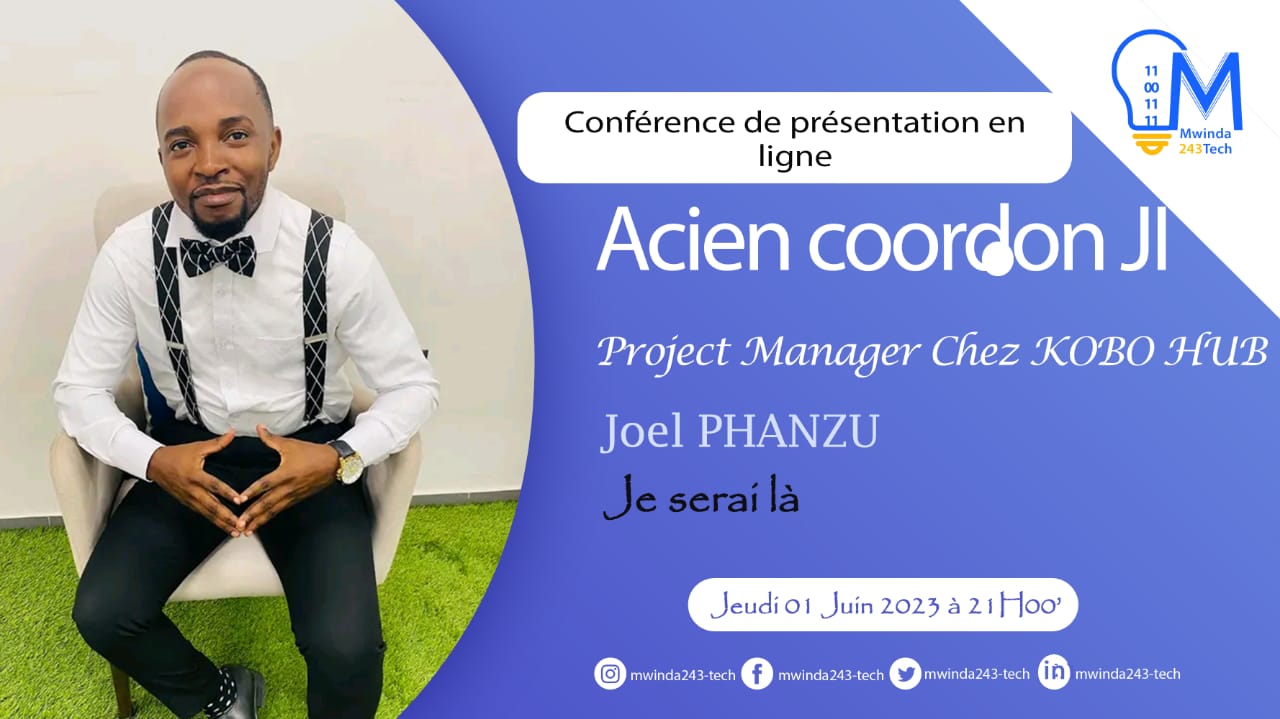 Conférence de présentation en
ligne
11
00
11
11
M
Mwinda
243Tech
Acien coordon JI
Project Manager Chez KOBO HUB
Joel PHANZU
Je serai là
Jeudi 01 Juin 2023 à 21H00’
mwinda243-tech mwinda243-tech mwinda243-tech in mwinda243-tech